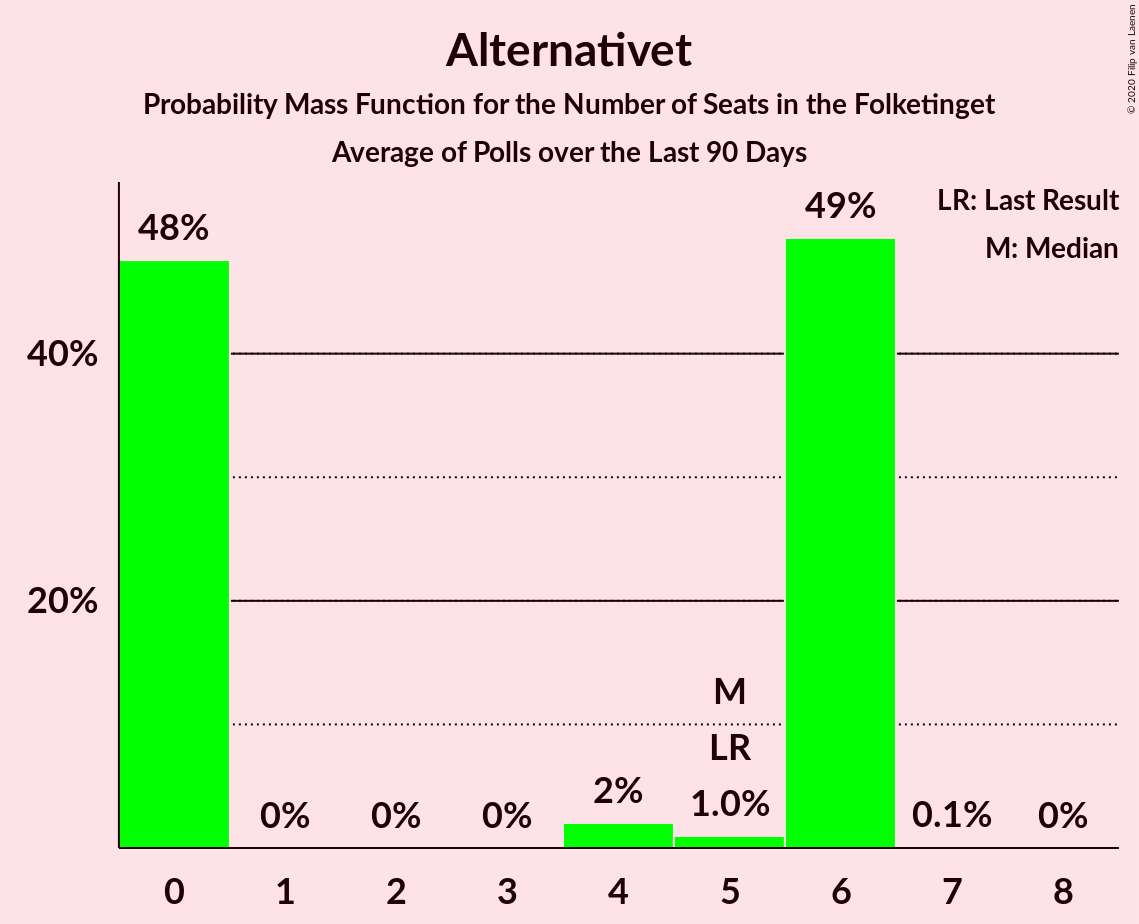 Alternativet
Probability Mass Function for the Number of Seats in the Folketinget
Average of Polls over the Last 90 Days
© 2020 Filip van Laenen
LR: Last Result
M: Median
48%
0%
0%
0%
2%
M
LR
1.0%
49%
0.1%
0%
40%
20%
0 1 2 3 4 5 6 7 8